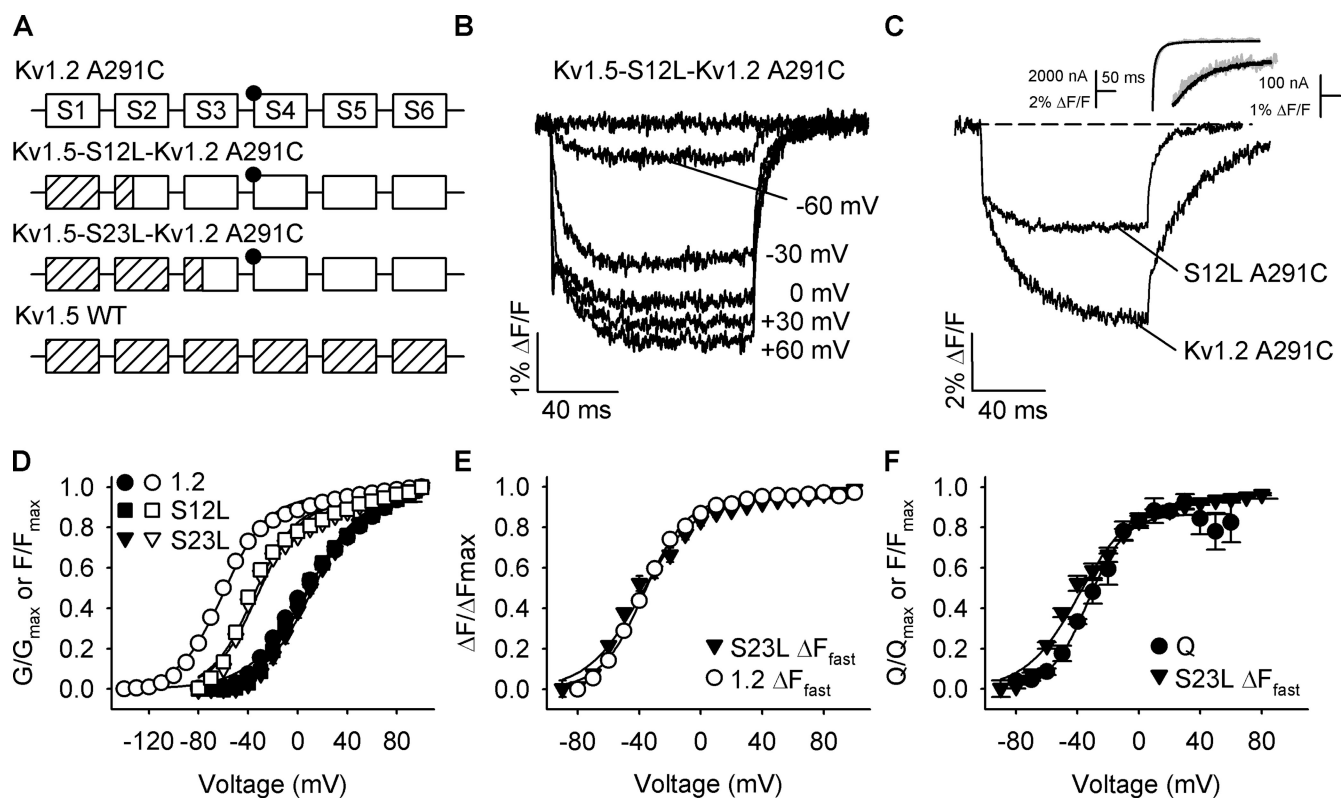 A
Kv1.2 A291C
S1 S2 S3 S4 S5 S6
Kv1.5-S12L-Kv1.2 A291C
Kv1.5-S23L-Kv1.2 A291C
Kv1.5 WT
B
Kv1.5-S12L-Kv1.2 A291C
-60 mV
-30 mV
0 mV
+30 mV
+60 mV
1% ΔF/F
40 ms
C
2000 nA
2% ΔF/F
50 ms
100 nA
1% ΔF/F
S12L A291C
Kv1.2 A291C
2% ΔF/F
40 ms
D
1.2
S12L
S23L
G/Gmax or F/Fmax
1.0
0.8
0.6
0.4
0.2
0.0
-120 -80 -40 0 40 80
Voltage (mV)
E
ΔF/ΔFmax
1.0
0.8
0.6
0.4
0.2
0.0
S23L ΔFfast
1.2 ΔFfast
-80 -40 0 40 80
Voltage (mV)
F
Q/Qmax or F/Fmax
1.0
0.8
0.6
0.4
0.2
0.0
Q
S23L ΔFfast
-80 -40 0 40 80
Voltage (mV)